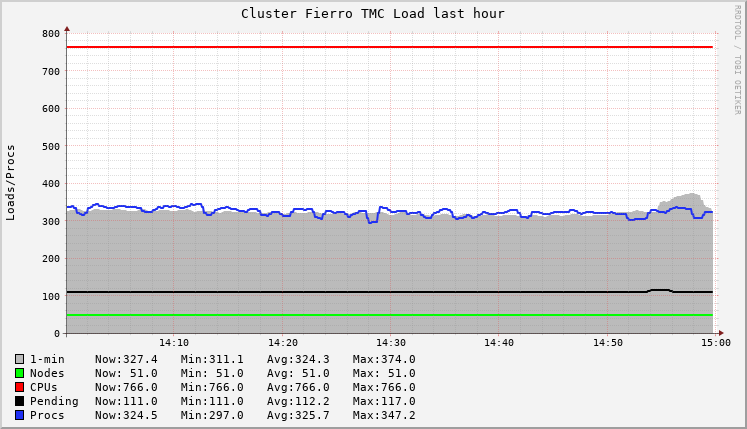 Cluster Fierro TMC Load last hour
RRDTOOL / TOBI OETIKER
Loads/Procs
800
700
600
500
400
300
200
100
0
14:10 14:20 14:30 14:40 14:50 15:00
1-min Now:327.4 Min:311.1 Avg:324.3 Max:374.0
Nodes Now: 51.0 Min: 51.0 Avg: 51.0 Max: 51.0
CPUs Now:766.0 Min:766.0 Avg:766.0 Max:766.0
Pending Now:111.0 Min:111.0 Avg:112.2 Max:117.0
Procs Now:324.5 Min:297.0 Avg:325.7 Max:347.2